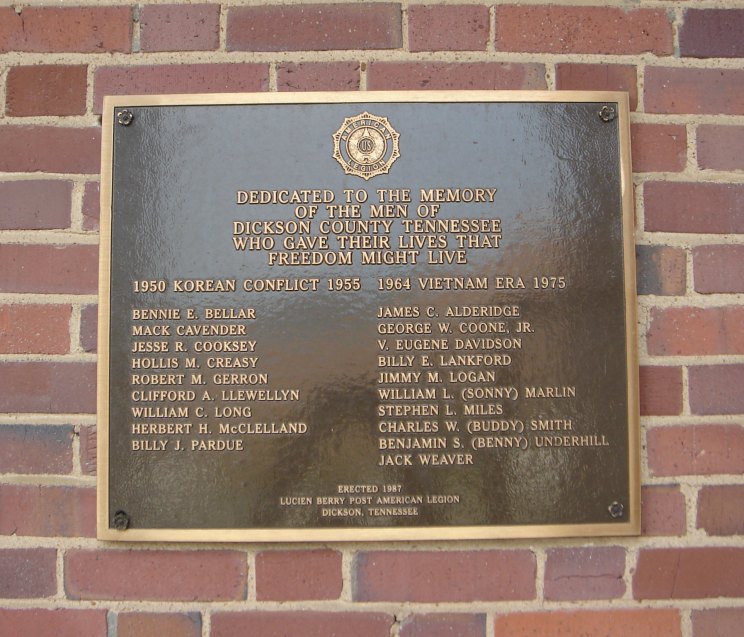 AMERICAN
US
LEGION
DEDICATED TO THE MEMORY
OF THE MEN OF
DICKSON COUNTY TENNESSEE
WHO GAVE THEIR LIVES THAT
FREEDOM MIGHT LIVE
1950 KOREAN CONFLICT 1955
BENNIE E. BELLAR
MACK CAVENDER
JESSE R. COOKSEY
HOLLIS M. CREASY
ROBERT M. GERRON
CLIFFORD A. LLEWELLYN
WILLIAM C. LONG
HERBERT H. McCLELLAND
BILLY J. PARDUE
1964 VIETNAM ERA 1975
JAMES C. ALDERIDGE
GEORGE W. COONE, JR.
V. EUGENE DAVIDSON
BILLY E. LANKFORD
JIMMY M. LOGAN
WILLIAM L. (SONNY) MARLIN
STEPHEN L. MILES
CHARLES W. (BUDDY) SMITH
BENJAMIN S. (BENNY) UNDERHILL
JACK WEAVER
ERECTED 1987
LUCIEN BERRY POST AMERICAN LEGION
DICKSON, TENNESSEE